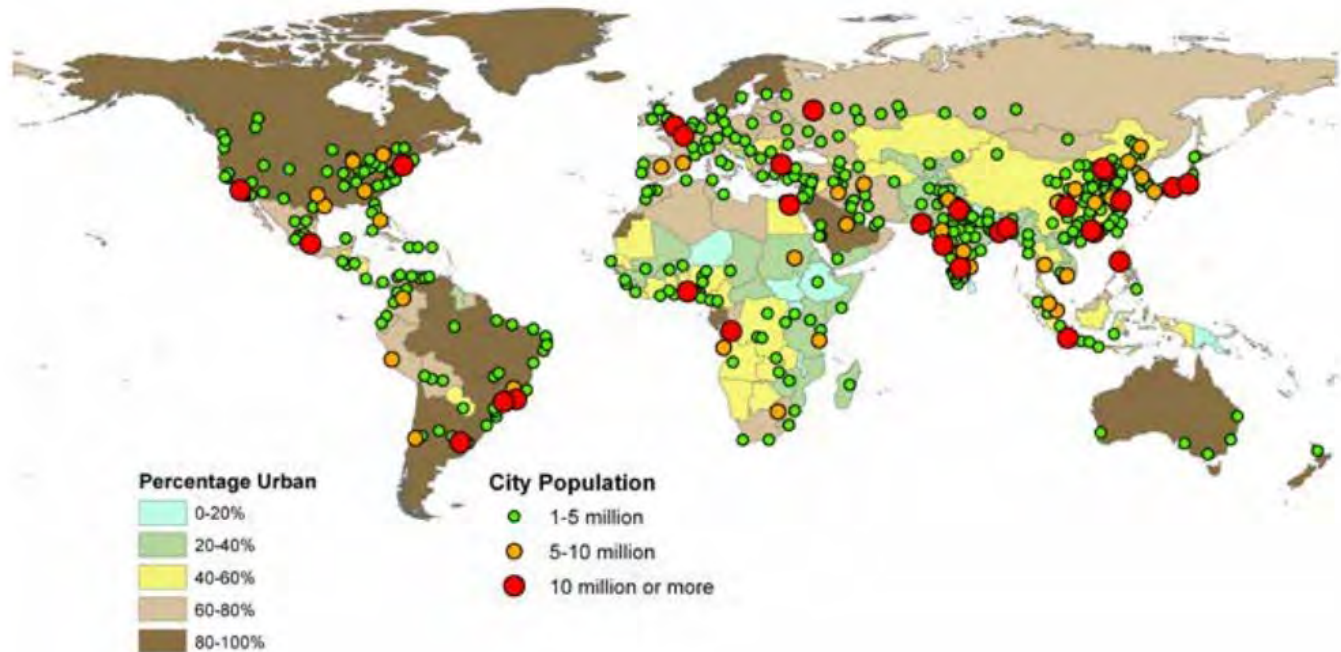 Percentage Urban
0-20%
20-40%
40-60%
60-80%
80-100%
City Population
1-5 million
5-10 million
10 million or more